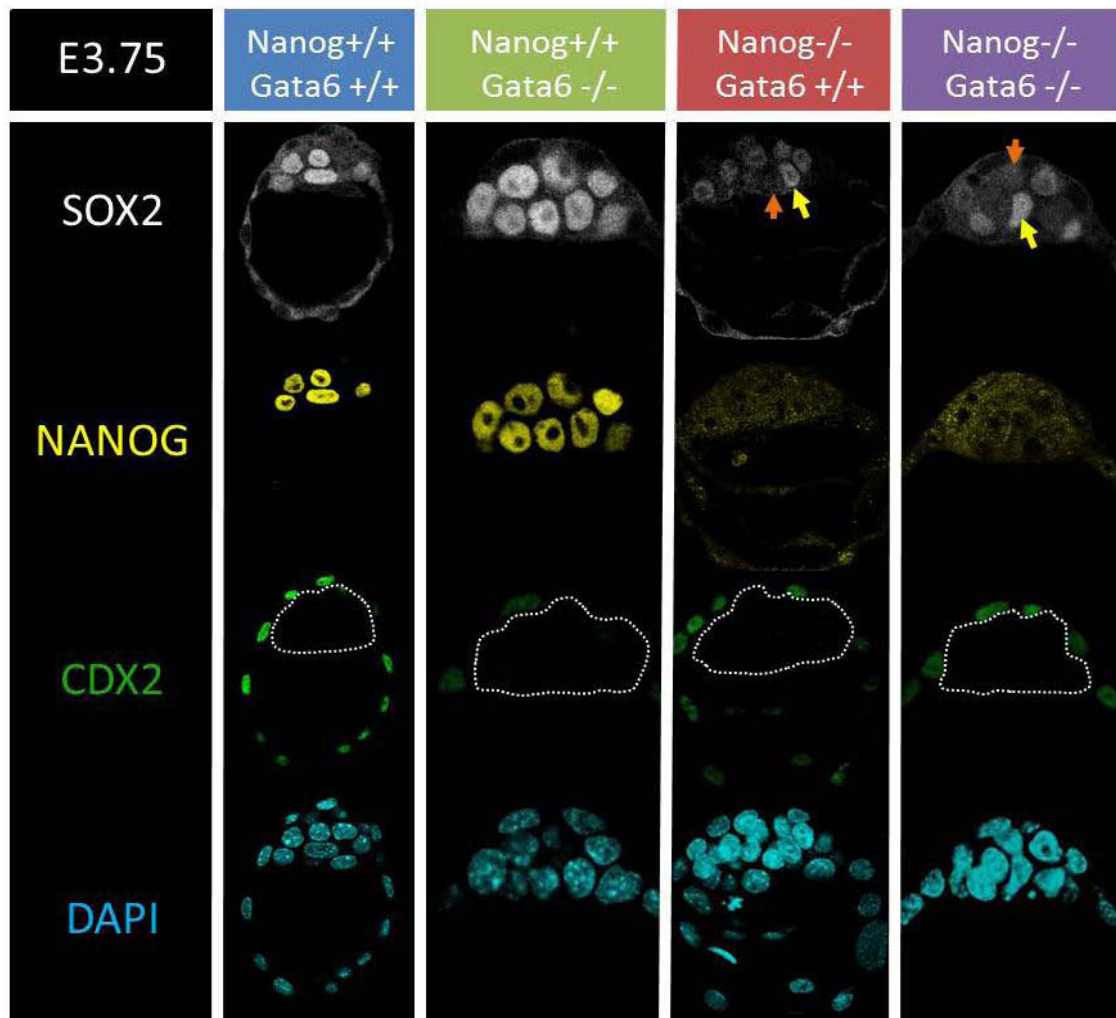 E3.75
Nanog+/+
Gata6 +/+
Nanog+/+
Gata6 -/-
Nanog-/-
Gata6 +/+
Nanog-/-
Gata6 -/-
SOX2
NANOG
CDX2
DAPI